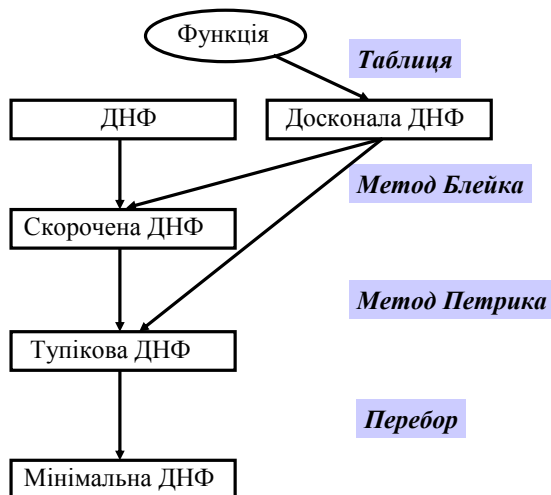 Функція
Таблиця
ДНФ
Досконала ДНФ
Метод Блейка
Скорочена ДНФ
Метод Петрика
Тупікова ДНФ
Перебор
Мінімальна ДНФ